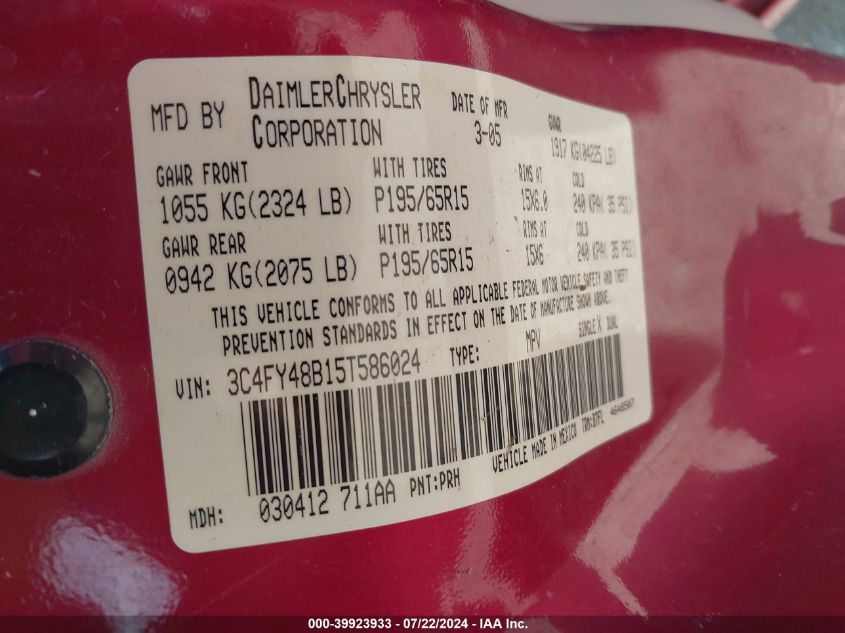 MFD BY DAIMLERCHRYSLER CORPORATION DATE OF MFR 3-05 GVWR 1917 KG(04225 LB)
GAWR FRONT WITH TIRES RIMS AT COLD
1055 KG(2324 LB) P195/65R15 15X6.0 240 KPA( 35 PSI)
GAWR REAR WITH TIRES RIMS AT COLD
0942 KG(2075 LB) P195/65R15 15X6 240 KPA( 35 PSI)
THIS VEHICLE CONFORMS TO ALL APPLICABLE FEDERAL MOTOR VEHICLE SAFETY AND THEFT
PREVENTION STANDARDS IN EFFECT ON THE DATE OF MANUFACTURE SHOWN ABOVE.
VIN: 3C4FY48B15T586024 TYPE: MPV SINGLE X DUAL
VEHICLE MADE IN MEXICO
MDH: 030412 711AA PNT:PRH
000-39923933 - 07/22/2024 - IAA Inc.